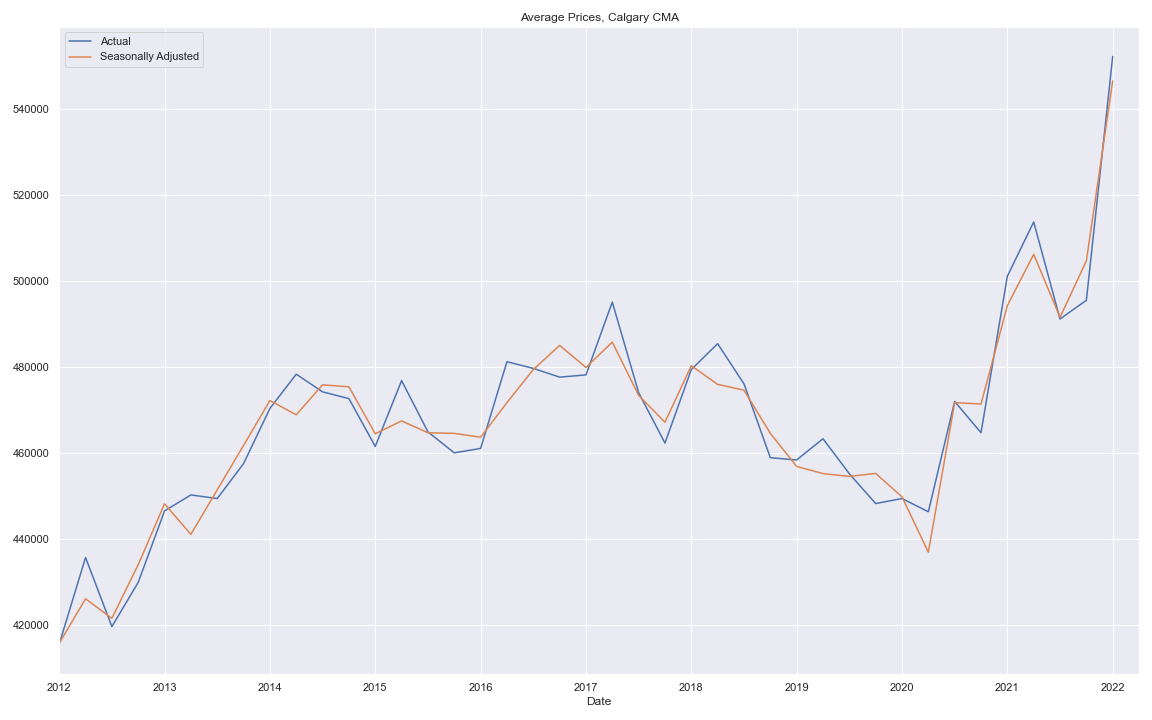 Average Prices, Calgary CMA
Actual
Seasonally Adjusted
540000
520000
500000
480000
460000
440000
420000
2012 2013 2014 2015 2016 2017 2018 2019 2020 2021 2022
Date